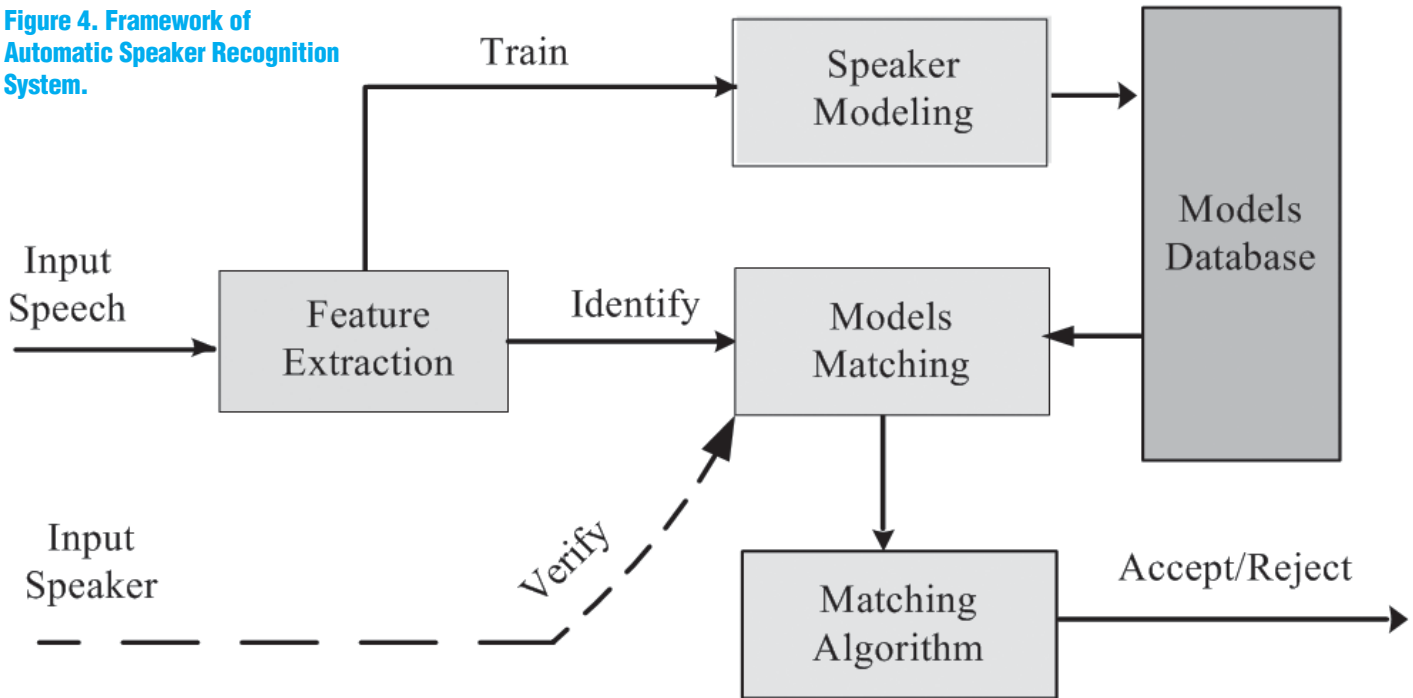 Figure 4. Framework of
Automatic Speaker Recognition
System.
Train
Speaker
Modeling
Models
Database
Input
Speech
Feature
Extraction
Identify
Models
Matching
Input
Speaker
Verify
Matching
Algorithm
Accept/Reject